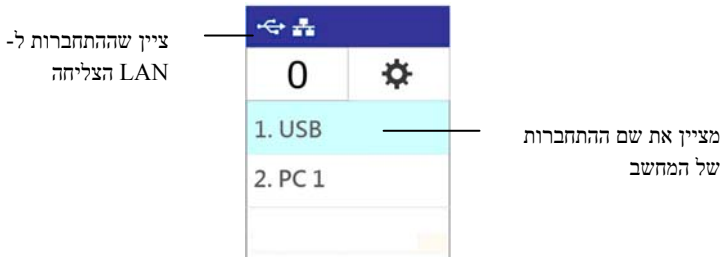 ציין שההתחברות ל-
LAN הצליחה
0
1. USB
2. PC 1
מציין את שם ההתחברות
של המחשב